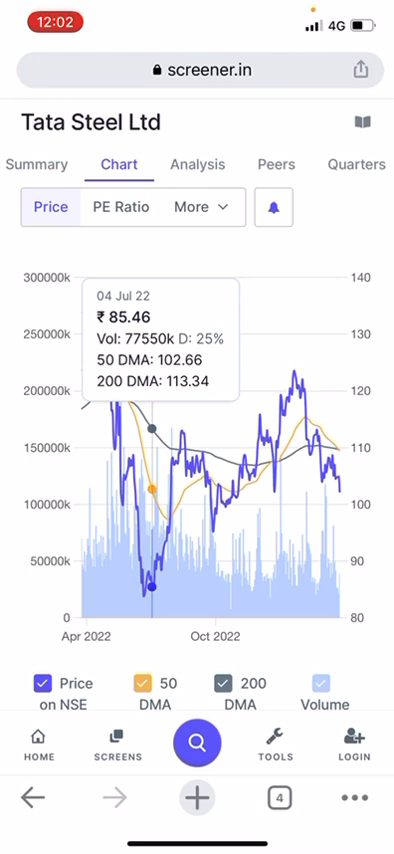 12:02
4G
screener.in
Tata Steel Ltd
Summary Chart Analysis Peers Quarters
Price PE Ratio More
300000k 140
04 Jul 22
₹ 85.46
Vol: 77550k D: 25%
50 DMA: 102.66
200 DMA: 113.34
250000k 130
200000k 120
150000k 110
100000k 100
50000k 90
0 80
Apr 2022 Oct 2022
Price on NSE
50 DMA
200 DMA
Volume
HOME SCREENS TOOLS LOGIN
4